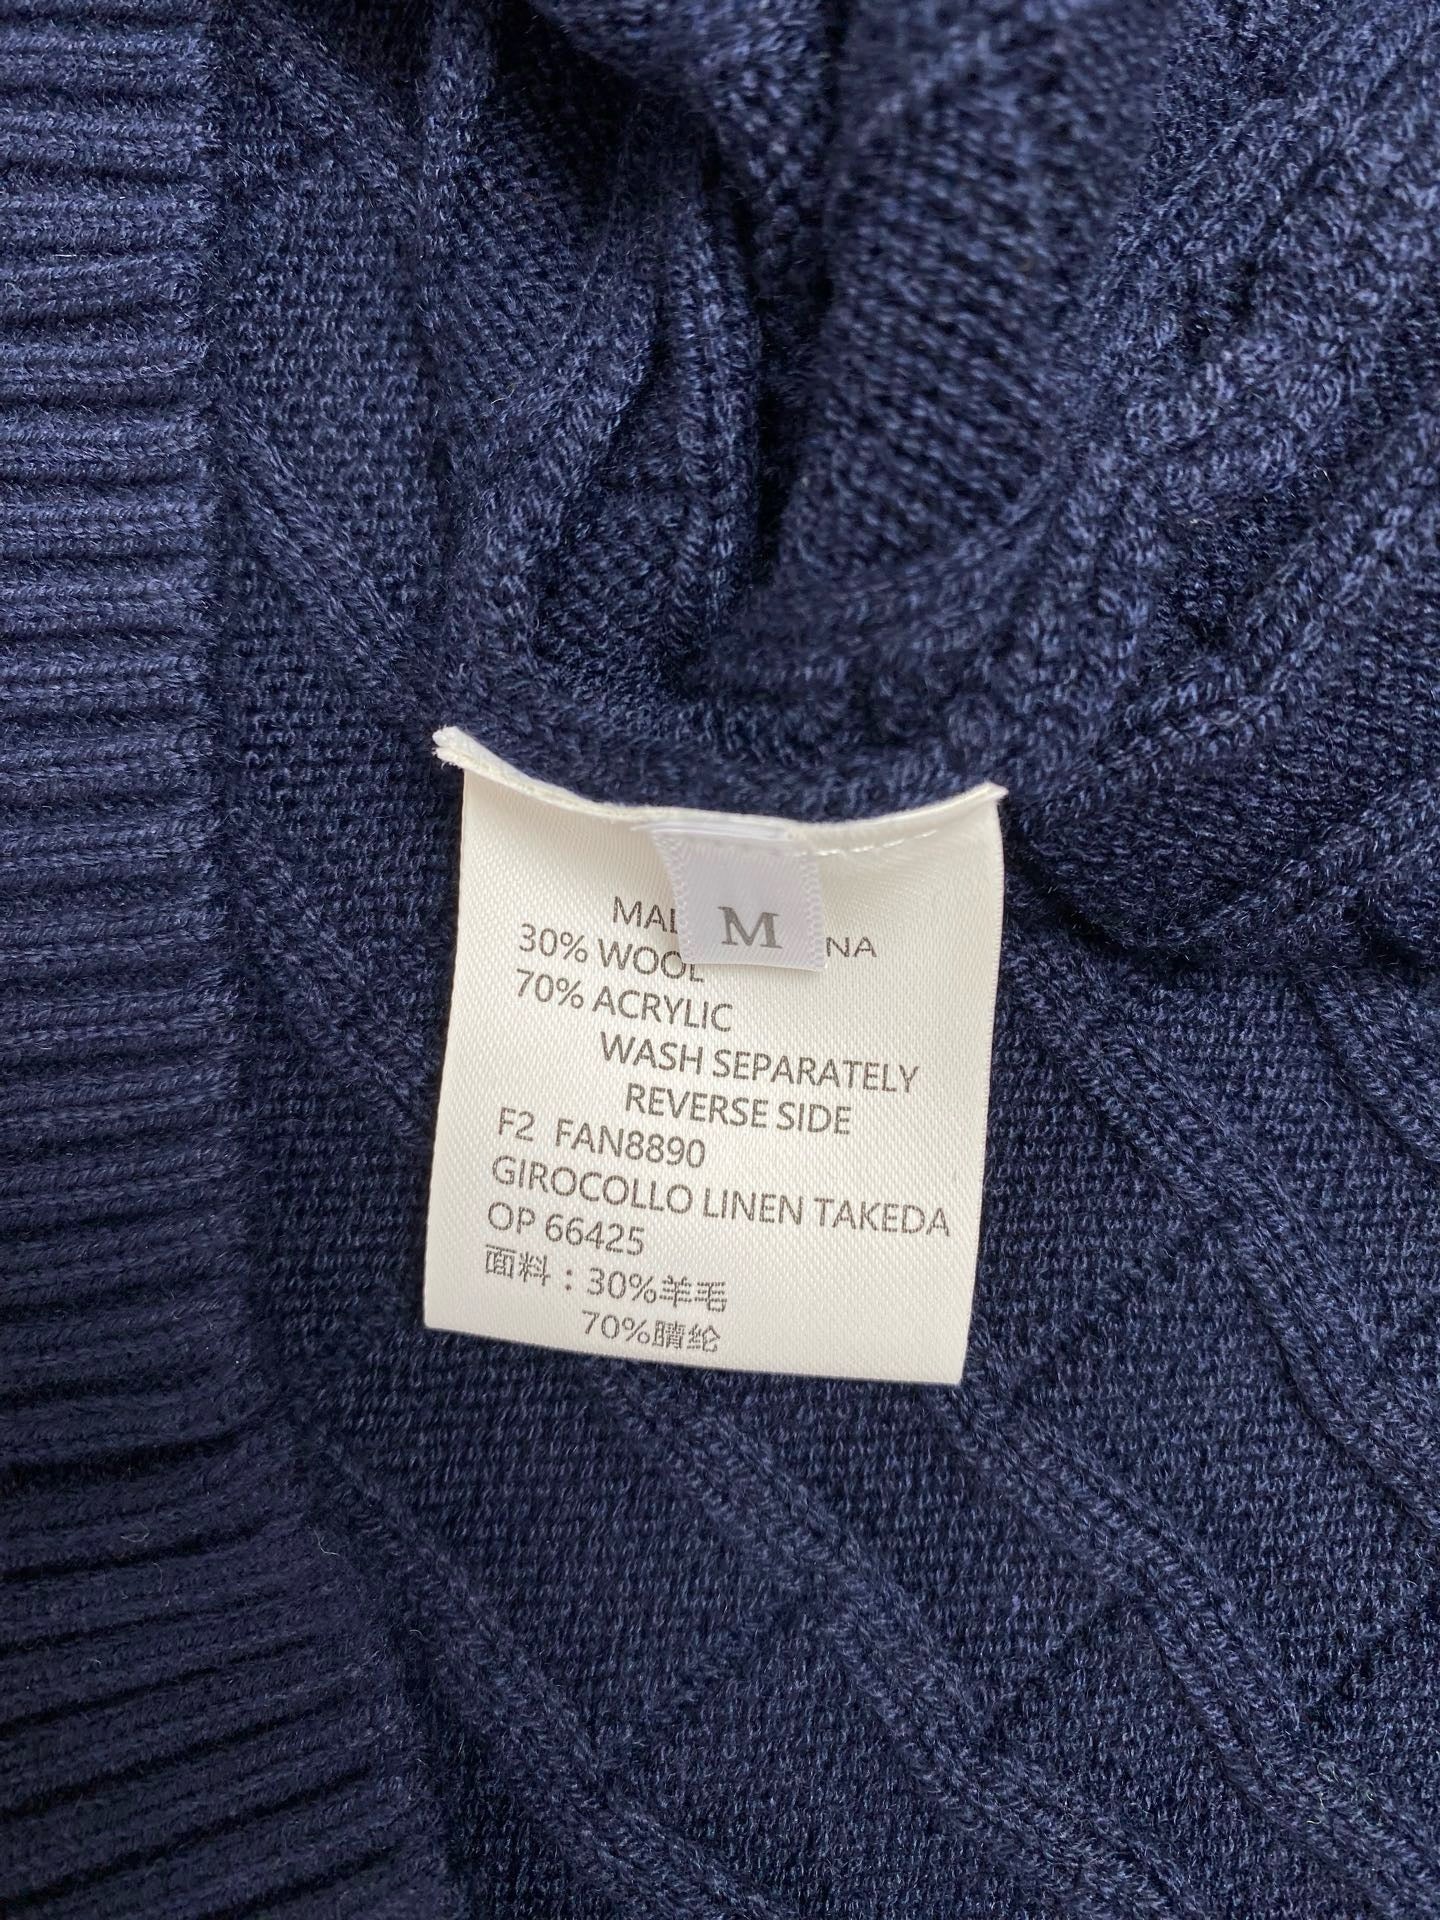 M
MA
NA
30% WOOL
70% ACRYLIC
WASH SEPARATELY
REVERSE SIDE
F2 FAN8890
GIROCOLLO LINEN TAKEDA
OP 66425
面料：30%羊毛
70%腈纶